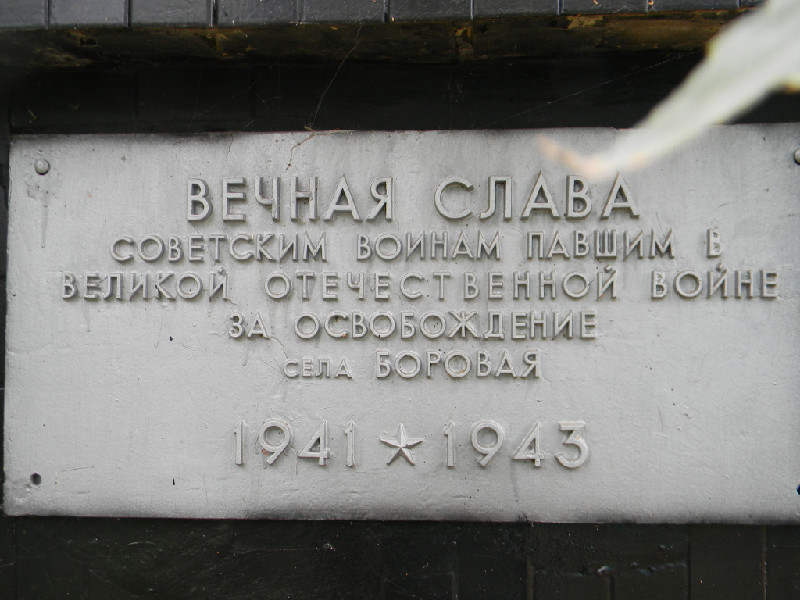 ВЕЧНАЯ СЛАВА
СОВЕТСКИМ ВОИНАМ ПАВШИМ В
ВЕЛИКОЙ ОТЕЧЕСТВЕННОЙ ВОЙНЕ
ЗА ОСВОБОЖДЕНИЕ
СЕЛА БОРОВАЯ
1941 ★ 1943